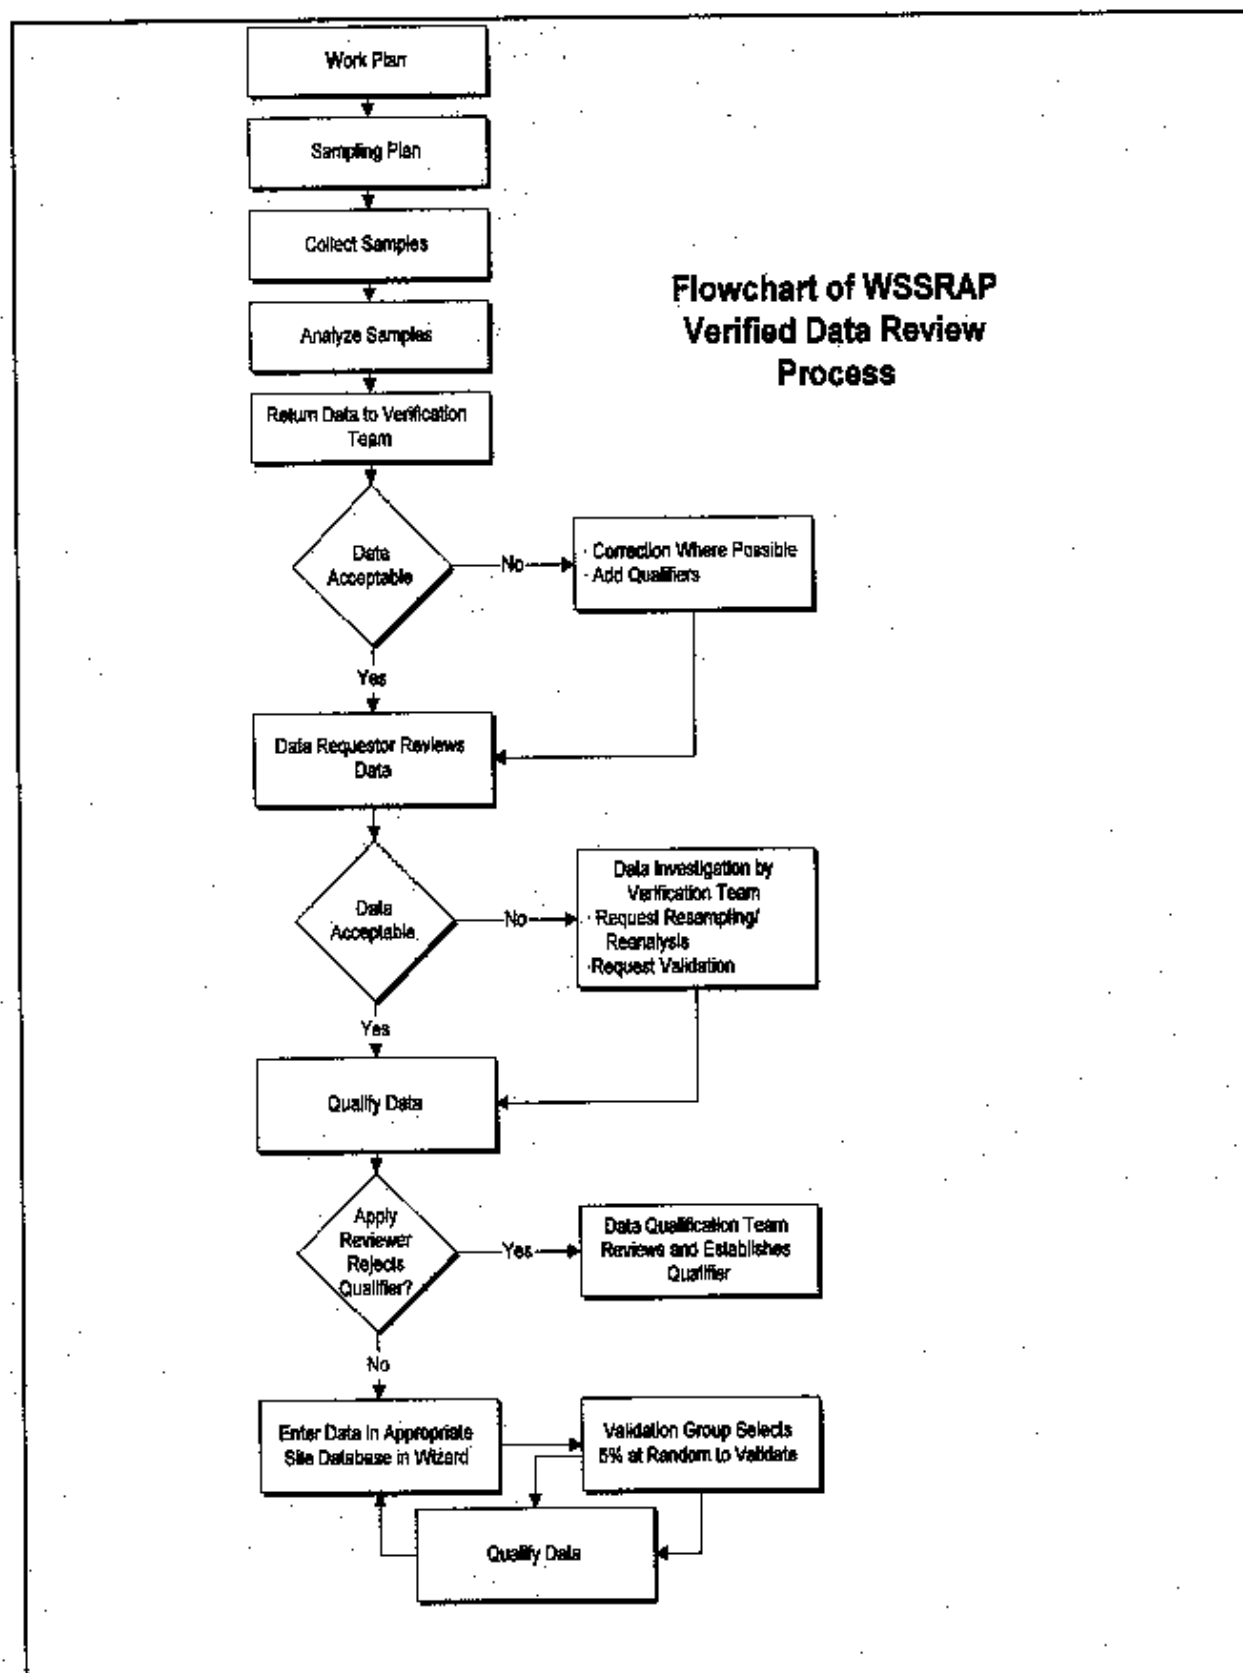 Work Plan
Sampling Plan
Collect Samples
Flowchart of WSSRAP
Verified Data Review
Process
Analyze Samples
Return Data to Verification
Team
Data
Acceptable
No
· Correction Where Possible
· Add Qualifiers
Yes
Data Requestor Reviews
Data
Data
Acceptable
No
Data Investigation by
Verification Team
· Request Resampling/
Reanalysis
· Request Validation
Yes
Qualify Data
Apply
Reviewer
Rejects
Qualifier?
Yes
Data Qualification Team
Reviews and Establishes
Qualifier
No
Enter Data in Appropriate
Site Database in Wizard
Validation Group Selects
5% at Random to Validate
Qualify Data